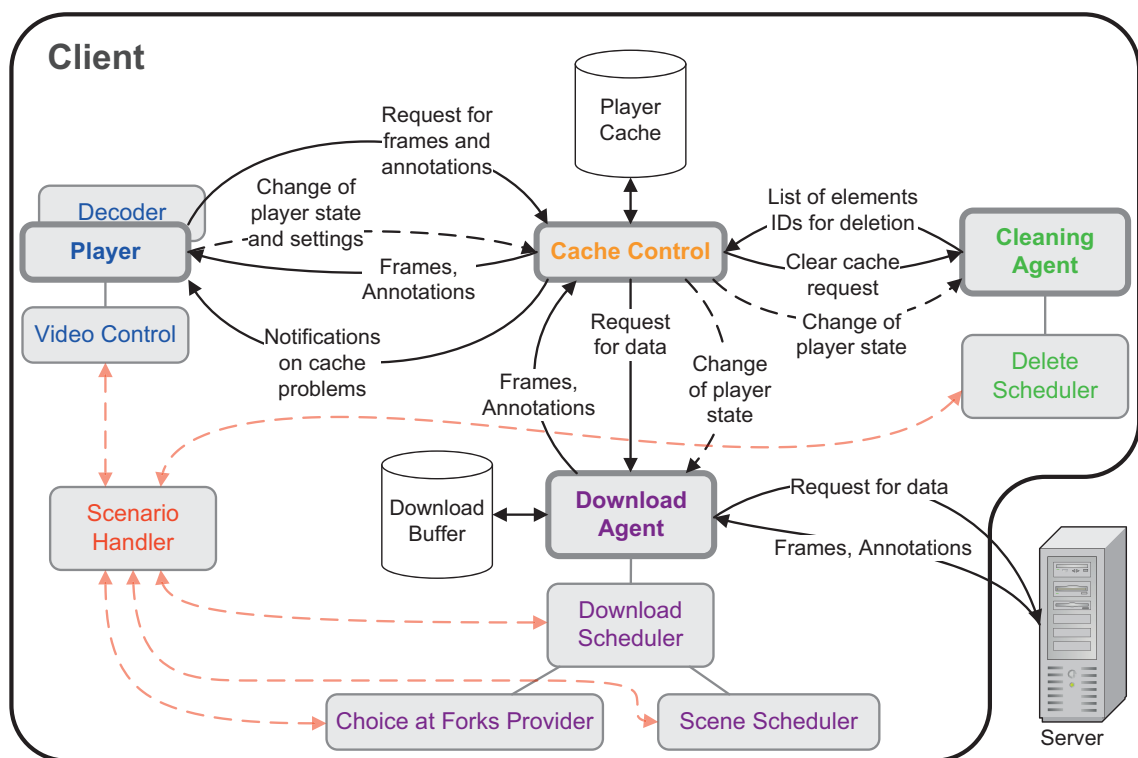 Client
Player
Cache
Request for
frames and
annotations
Change of
player state
and settings
Decoder
Player
Frames,
Annotations
Cache Control
List of elements
IDs for deletion
Clear cache
request
Cleaning
Agent
Change of
player state
Video Control
Notifications
on cache
problems
Request
for data
Frames,
Annotations
Change
of player
state
Delete
Scheduler
Scenario
Handler
Download
Buffer
Download
Agent
Request for data
Frames, Annotations
Download
Scheduler
Choice at Forks Provider
Scene Scheduler
Server